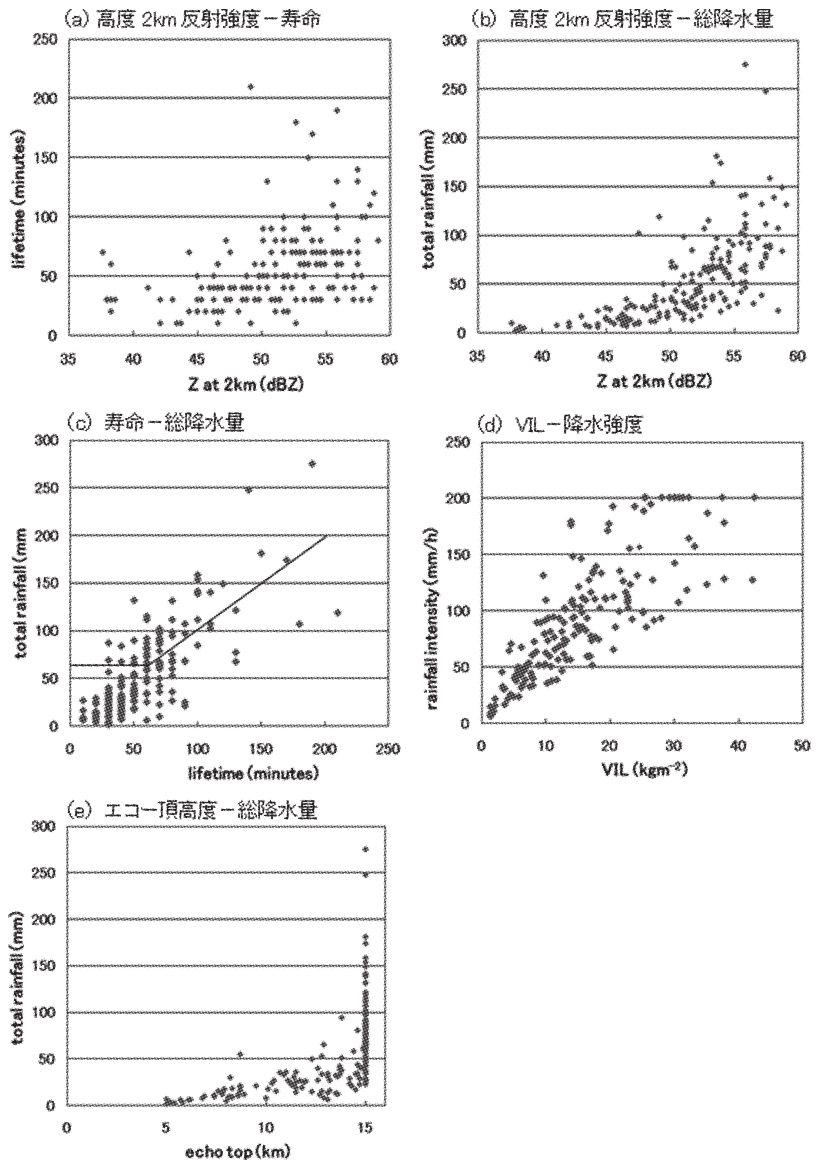 (a) 高度 2km 反射強度－寿命
250
200
150
100
50
0
lifetime (minutes)
35 40 45 50 55 60
Z at 2km (dBZ)
(b) 高度 2km 反射強度－総降水量
300
250
200
150
100
50
0
total rainfall (mm)
35 40 45 50 55 60
Z at 2km (dBZ)
(c) 寿命－総降水量
300
250
200
150
100
50
0
total rainfall (mm
0 50 100 150 200 250
lifetime (minutes)
(d) VIL－降水強度
250
200
150
100
50
0
rainfall intensity (mm/h)
0 10 20 30 40 50
VIL (kgm⁻²)
(e) エコー頂高度－総降水量
300
250
200
150
100
50
0
total rainfall (mm)
0 5 10 15
echo top (km)